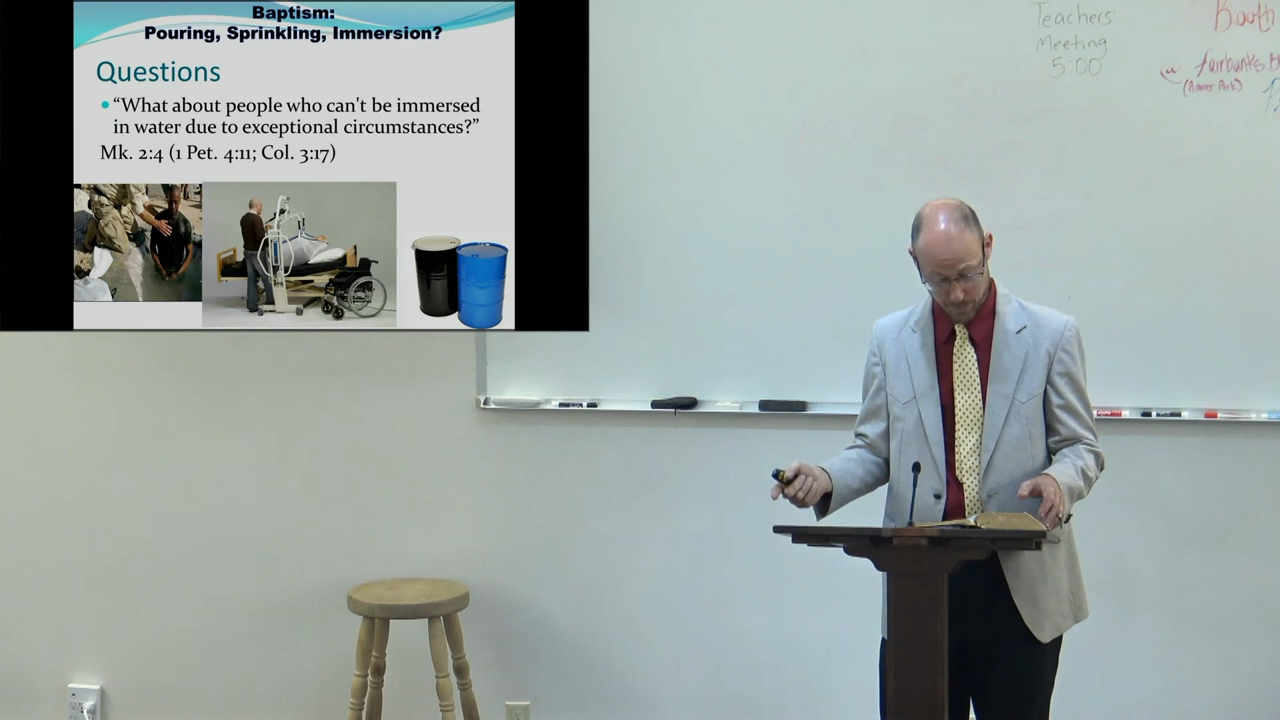 Baptism:
Pouring, Sprinkling, Immersion?
Questions
“What about people who can't be immersed
in water due to exceptional circumstances?”
Mk. 2:4 (1 Pet. 4:11; Col. 3:17)
Teachers
Meeting
5:00
Booth
fairbunks